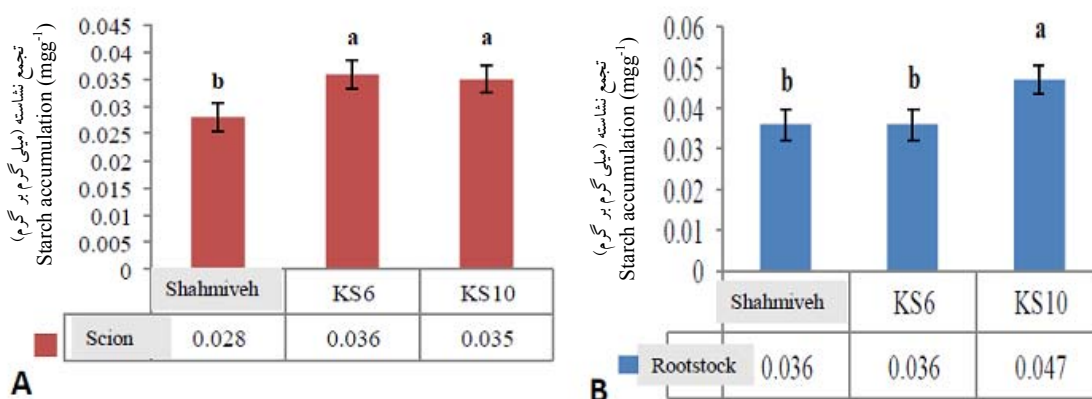 تجمع نشاسته (میلی گرم بر گرم)
Starch accumulation (mgg-1)
0.045
0.04
0.035
0.03
0.025
0.02
0.015
0.01
0.005
0
b
a
a
Shahmiveh KS6 KS10
Scion 0.028 0.036 0.035
A
تجمع نشاسته (میلی گرم بر گرم)
Starch accumulation (mgg-1)
0.06
0.05
0.04
0.03
0.02
0.01
0
b
b
a
Shahmiveh KS6 KS10
Rootstock 0.036 0.036 0.047
B